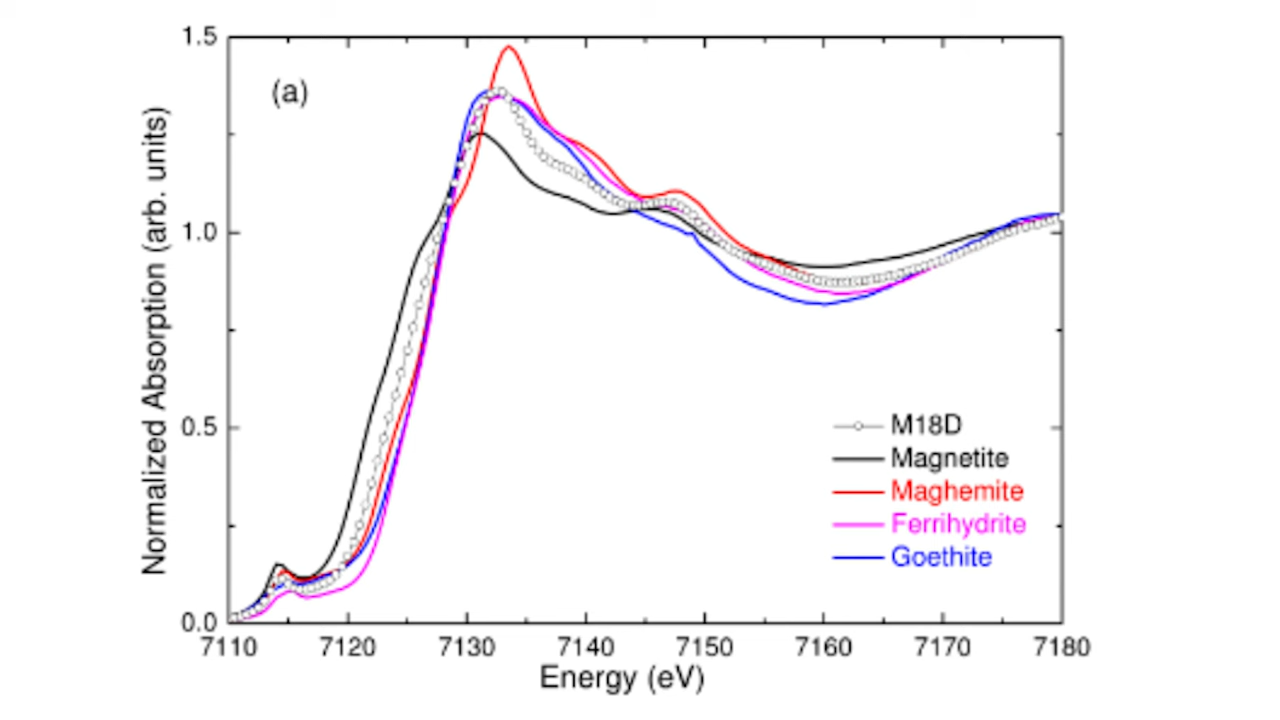 (a)
1.5
1.0
0.5
0.0
Normalized Absorption (arb. units)
M18D
Magnetite
Maghemite
Ferrihydrite
Goethite
7110 7120 7130 7140 7150 7160 7170 7180
Energy (eV)